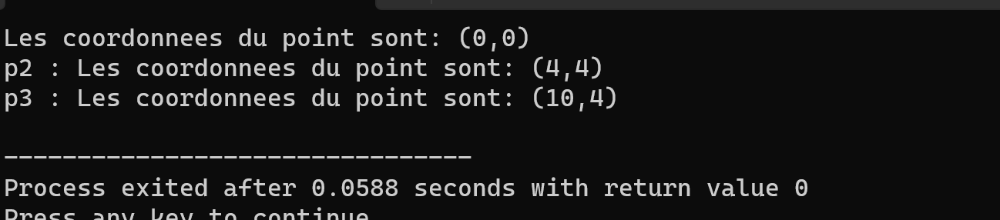 Les coordonnees du point sont: (0,0)
p2 : Les coordonnees du point sont: (4,4)
p3 : Les coordonnees du point sont: (10,4)
--------------------------------
Process exited after 0.0588 seconds with return value 0
Press any key to continue